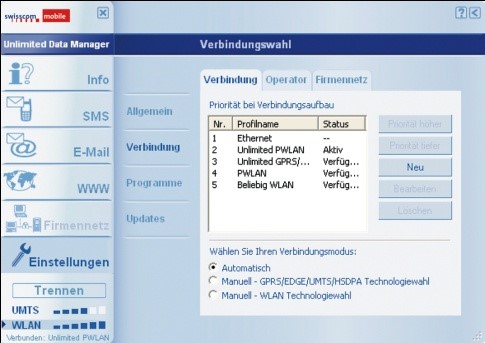 swisscom mobile
Unlimited Data Manager
Verbindungswahl
Info
SMS
E-Mail
WWW
Firmennetz
Einstellungen
Trennen
UMTS
WLAN
Verbunden: Unlimited PWLAN
Allgemein
Verbindung
Programme
Updates
Verbindung Operator Firmennetz
Priorität bei Verbindungsaufbau
Nr. Profilname Status
1 Ethernet --
2 Unlimited PWLAN Aktiv
3 Unlimited GPRS/... Verfüg...
4 PWLAN Verfüg...
5 Beliebig WLAN Verfüg...
Priorität höher
Priorität tiefer
Neu
Bearbeiten
Löschen
Wählen Sie Ihren Verbindungsmodus:
Automatisch
Manuell - GPRS/EDGE/UMTS/HSDPA Technologiewahl
Manuell - WLAN Technologiewahl